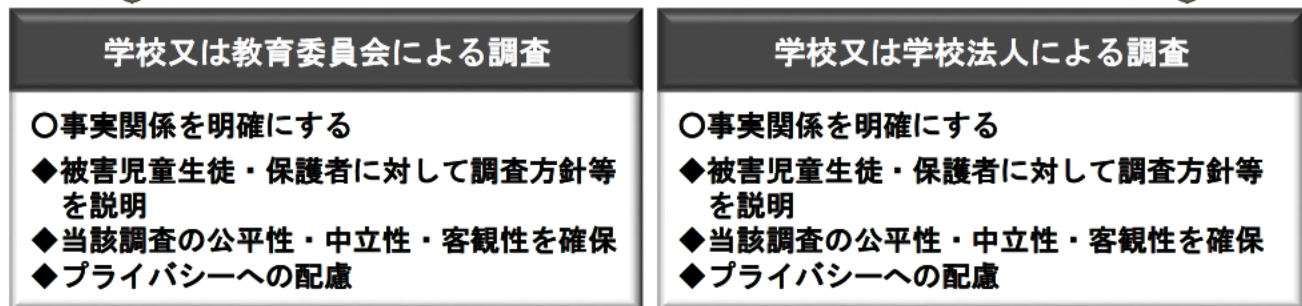 学校又は教育委員会による調査
〇事実関係を明確にする
◆被害児童生徒・保護者に対して調査方針等
を説明
◆当該調査の公平性・中立性・客観性を確保
◆プライバシーへの配慮
学校又は学校法人による調査
〇事実関係を明確にする
◆被害児童生徒・保護者に対して調査方針等
を説明
◆当該調査の公平性・中立性・客観性を確保
◆プライバシーへの配慮